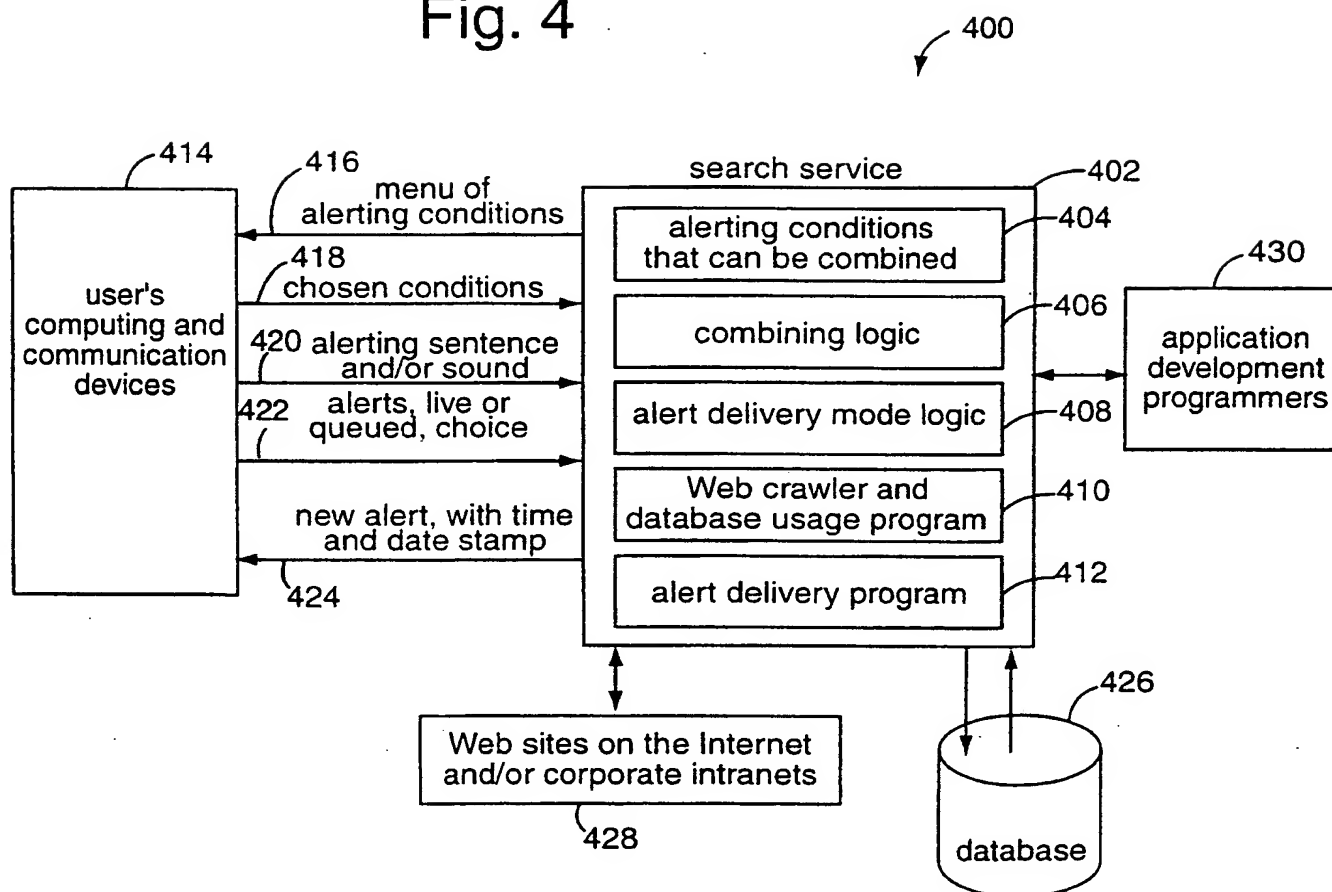 Fig. 4
400
414
416
menu of
alerting conditions
418
chosen conditions
420
alerting sentence
and/or sound
422
alerts, live or
queued, choice
new alert, with time
and date stamp
424
user's
computing and
communication
devices
search service
402
alerting conditions
that can be combined
404
combining logic
406
alert delivery mode logic
408
Web crawler and
database usage program
410
alert delivery program
412
430
application
development
programmers
Web sites on the Internet
and/or corporate intranets
428
426
database